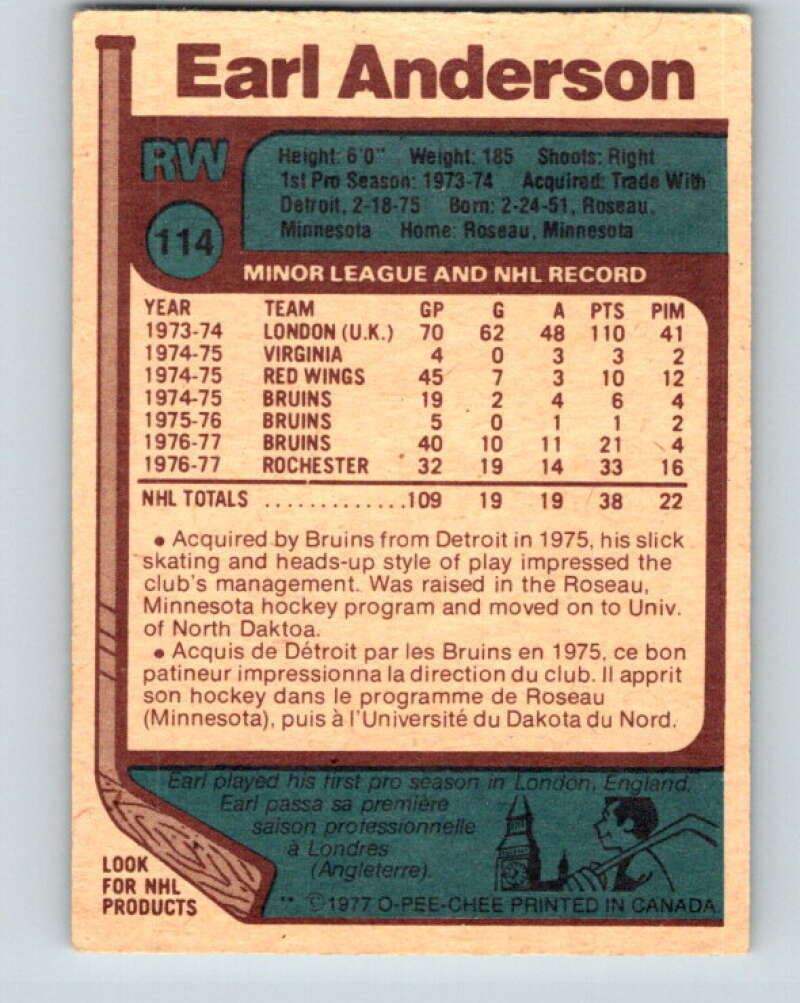 Earl Anderson
RW
Height: 6'0" Weight: 185 Shoots: Right
1st Pro Season: 1973-74 Acquired: Trade With
Detroit, 2-18-75 Born: 2-24-51, Roseau,
Minnesota Home: Roseau, Minnesota
114
MINOR LEAGUE AND NHL RECORD
YEAR TEAM GP G A PTS PIM
1973-74 LONDON (U.K.) 70 62 48 110 41
1974-75 VIRGINIA 4 0 3 3 2
1974-75 RED WINGS 45 7 3 10 12
1974-75 BRUINS 19 2 4 6 4
1975-76 BRUINS 5 0 1 1 2
1976-77 BRUINS 40 10 11 21 4
1976-77 ROCHESTER 32 19 14 33 16
NHL TOTALS .............109 19 19 38 22
• Acquired by Bruins from Detroit in 1975, his slick
skating and heads-up style of play impressed the
club's management. Was raised in the Roseau,
Minnesota hockey program and moved on to Univ.
of North Daktoa.
• Acquis de Détroit par les Bruins en 1975, ce bon
patineur impressionna la direction du club. Il apprit
son hockey dans le programme de Roseau
(Minnesota), puis à l'Université du Dakota du Nord.
Earl played his first pro season in London, England.
Earl passa sa première
saison professionnelle
à Londres
(Angleterre).
LOOK
FOR NHL
PRODUCTS
** ©1977 O-PEE-CHEE PRINTED IN CANADA